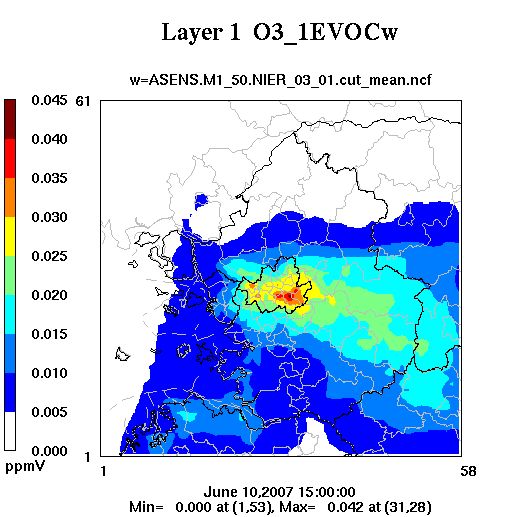 Layer 1 O3_1EVOCw
w=ASENS.M1_50.NIER_03_01.cut_mean.ncf
0.045
0.040
0.035
0.030
0.025
0.020
0.015
0.010
0.005
0.000
ppmV
61
1
1
58
June 10,2007 15:00:00
Min= 0.000 at (1,53), Max= 0.042 at (31,28)